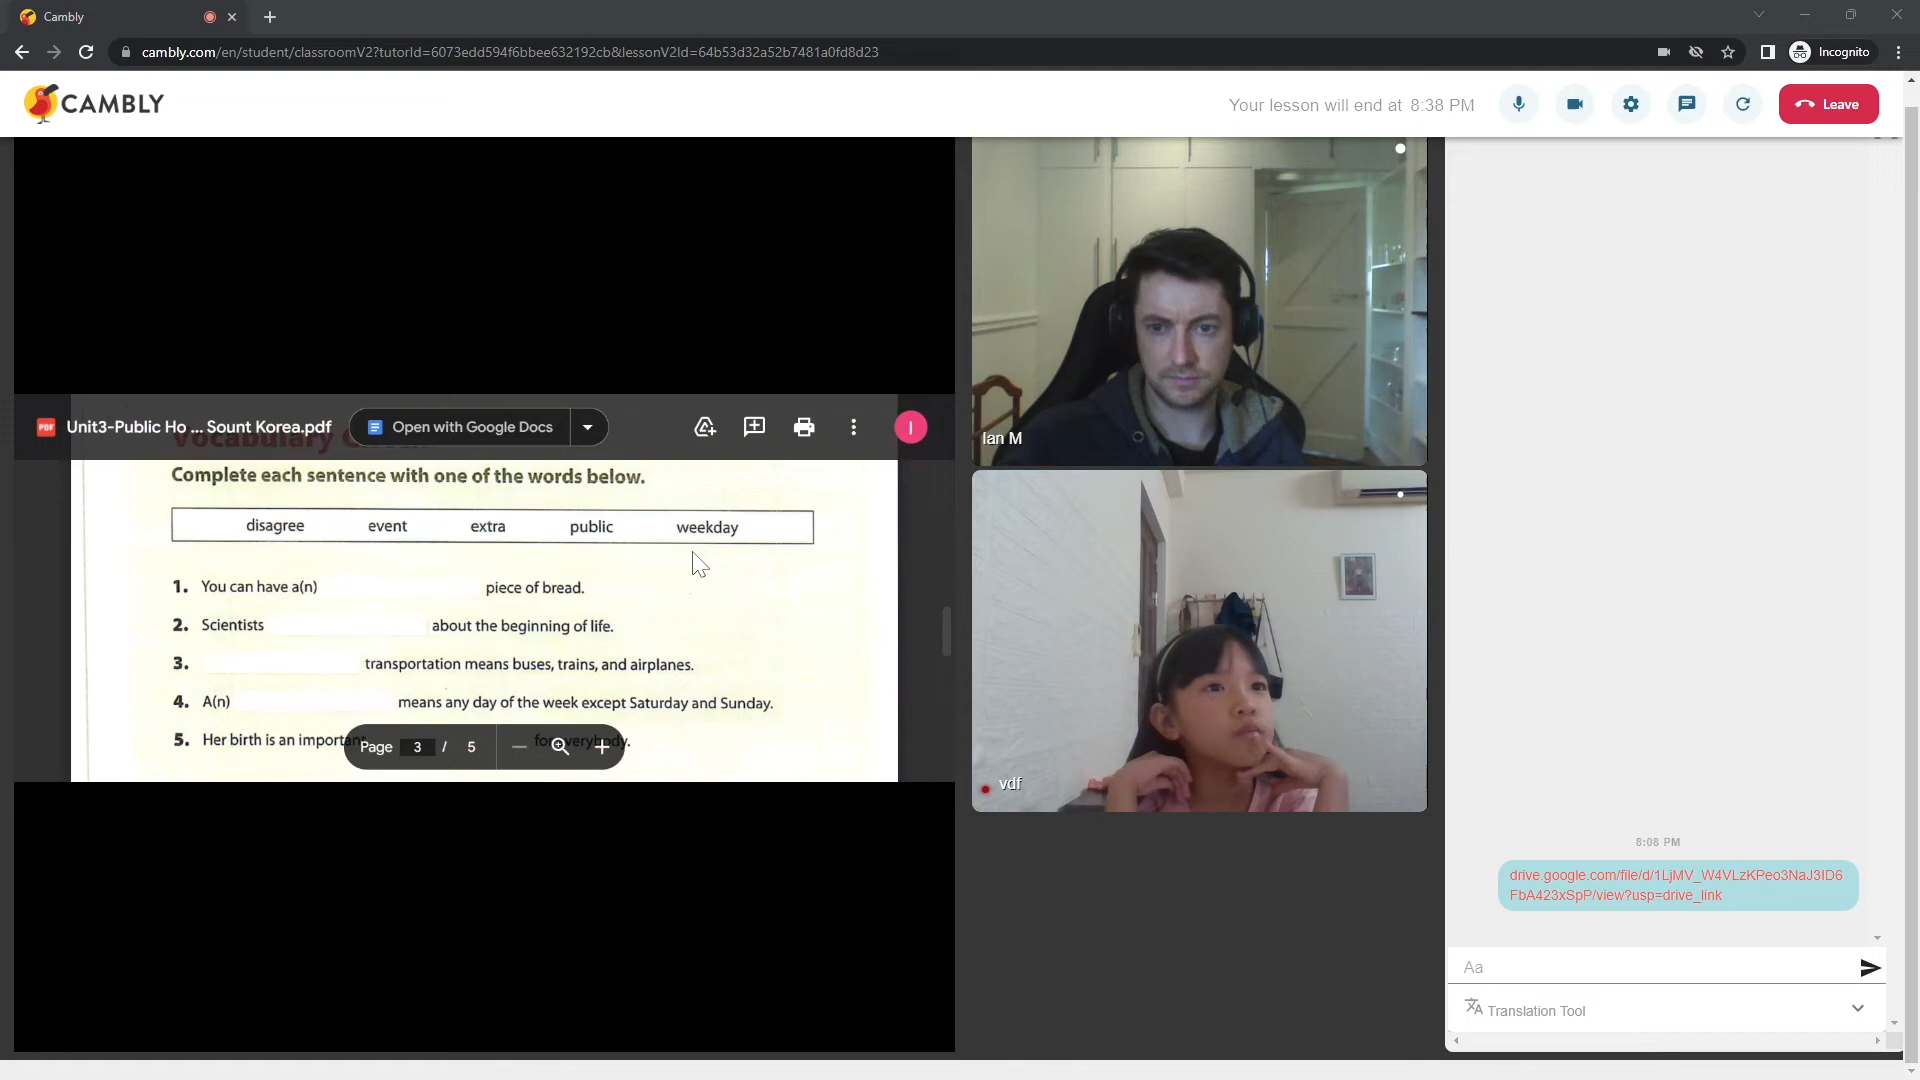 Cambly
cambly.com/en/student/classroomV2?tutorId=6073edd594f6bbee632192cb&lessonV2Id=64b53d32a52b7481a0fd8d23
Incognito
CAMBLY
Your lesson will end at 8:38 PM
Leave
Ian M
PDF Unit3-Public Ho ... Sount Korea.pdf
Open with Google Docs
I
Complete each sentence with one of the words below.
disagree event extra public weekday
1. You can have a(n) piece of bread.
2. Scientists about the beginning of life.
3. transportation means buses, trains, and airplanes.
4. A(n) means any day of the week except Saturday and Sunday.
5. Her birth is an important for everybody.
Page 3 / 5
vdf
8:08 PM
drive.google.com/file/d/1LjMV_W4VLzKPeo3NaJ3ID6
FbA423xSpP/view?usp=drive_link
Aa
Translation Tool